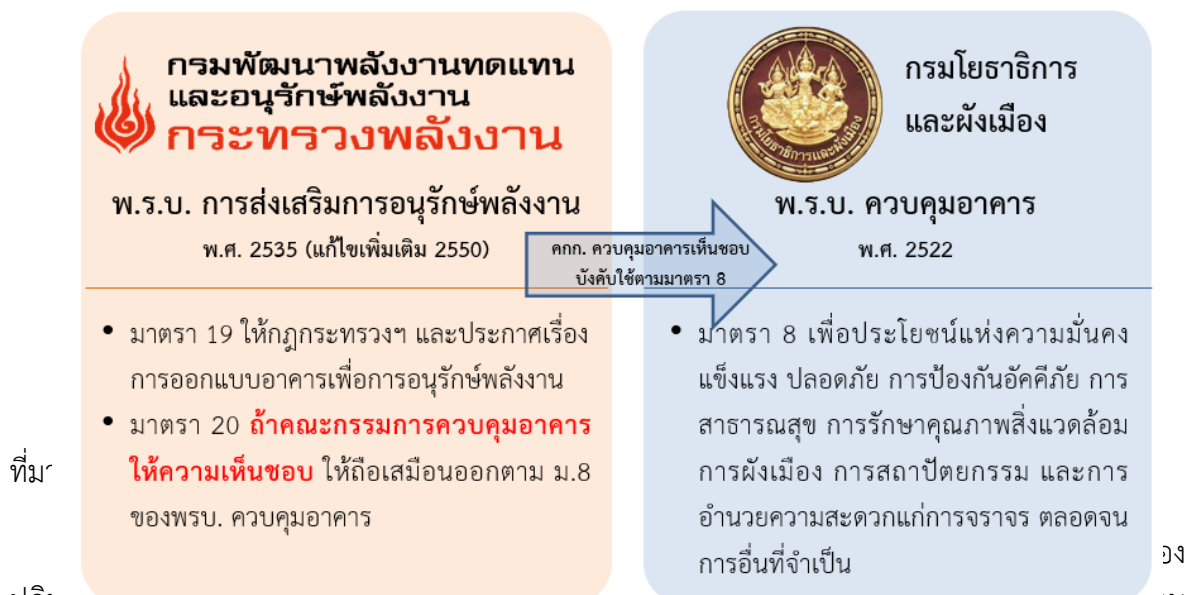 กรมพัฒนาพลังงานทดแทน
และอนุรักษ์พลังงาน
กระทรวงพลังงาน
พ.ร.บ. การส่งเสริมการอนุรักษ์พลังงาน
พ.ศ. 2535 (แก้ไขเพิ่มเติม 2550)
• มาตรา 19 ให้กฎกระทรวงฯ และประกาศเรื่อง
การออกแบบอาคารเพื่อการอนุรักษ์พลังงาน
• มาตรา 20 ถ้าคณะกรรมการควบคุมอาคาร
ให้ความเห็นชอบ ให้ถือเสมือนออกตาม ม.8
ของพรบ. ควบคุมอาคาร
คกก. ควบคุมอาคารเห็นชอบ
บังคับใช้ตามมาตรา 8
กรมโยธาธิการและผังเมือง
กรมโยธาธิการ
และผังเมือง
พ.ร.บ. ควบคุมอาคาร
พ.ศ. 2522
• มาตรา 8 เพื่อประโยชน์แห่งความมั่นคง
แข็งแรง ปลอดภัย การป้องกันอัคคีภัย การ
สาธารณสุข การรักษาคุณภาพสิ่งแวดล้อม
การผังเมือง การสถาปัตยกรรม และการ
อำนวยความสะดวกแก่การจราจร ตลอดจน
การอื่นที่จำเป็น